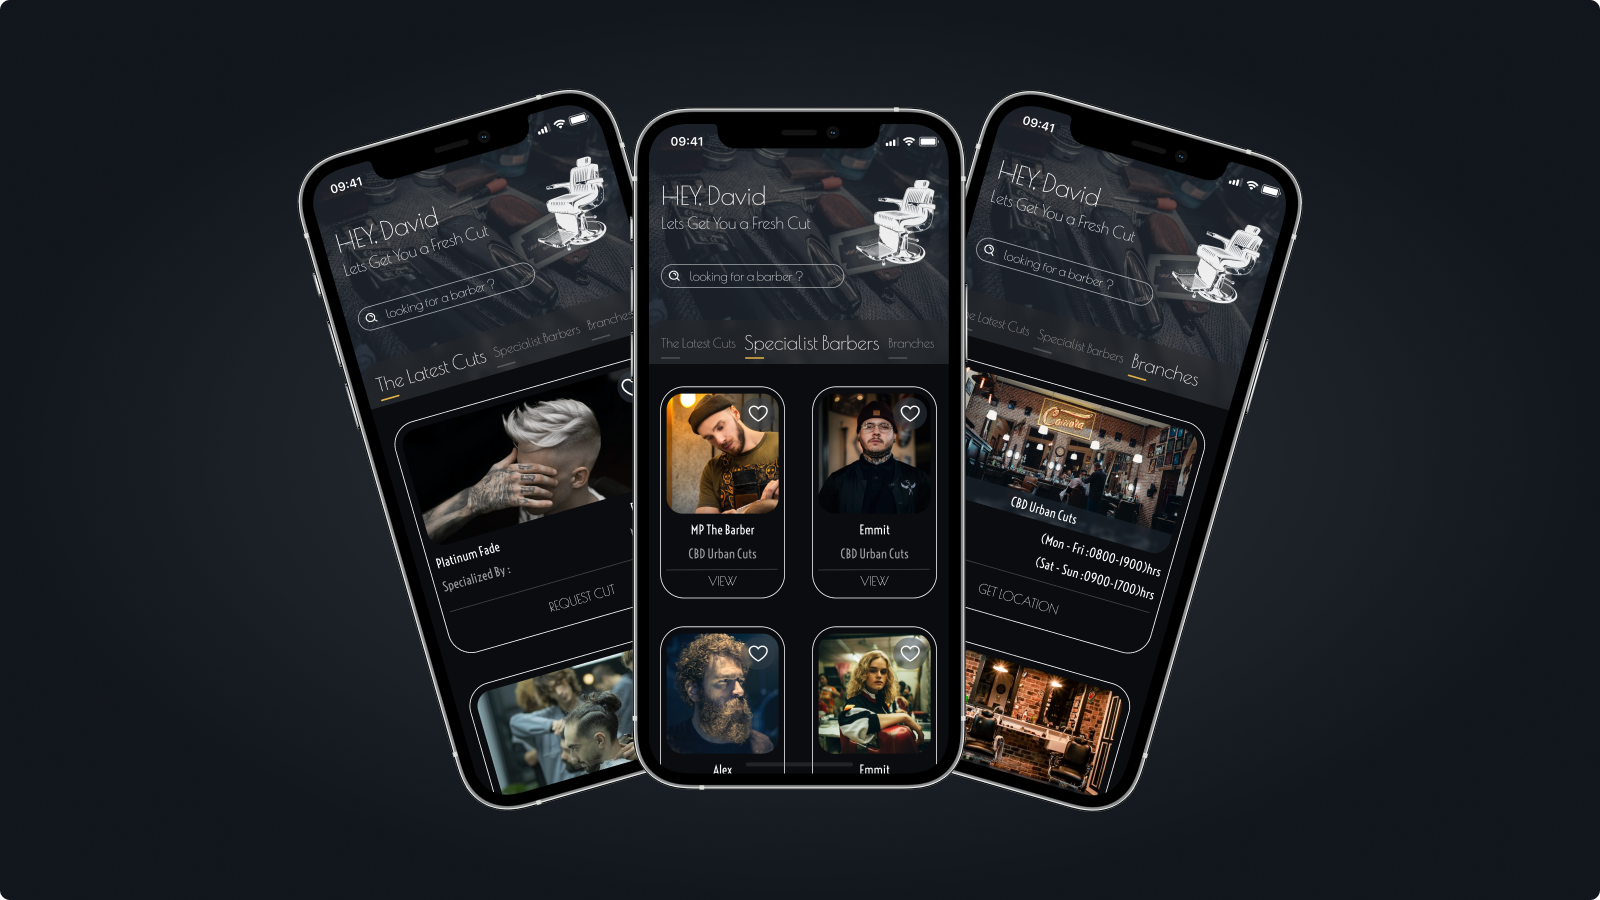 09:41
HEY, David
Lets Get You a Fresh Cut
looking for a barber ?
The Latest Cuts
Specialist Barbers
Branches
Platinum Fade
Specialized By :
REQUEST CUT
09:41
HEY, David
Lets Get You a Fresh Cut
looking for a barber ?
The Latest Cuts
Specialist Barbers
Branches
MP The Barber
CBD Urban Cuts
VIEW
Emmit
CBD Urban Cuts
VIEW
Alex
Emmit
09:41
HEY, David
Lets Get You a Fresh Cut
looking for a barber ?
he Latest Cuts
Specialist Barbers
Branches
CBD Urban Cuts
(Mon - Fri :0800-1900)hrs
(Sat - Sun :0900-1700)hrs
GET LOCATION